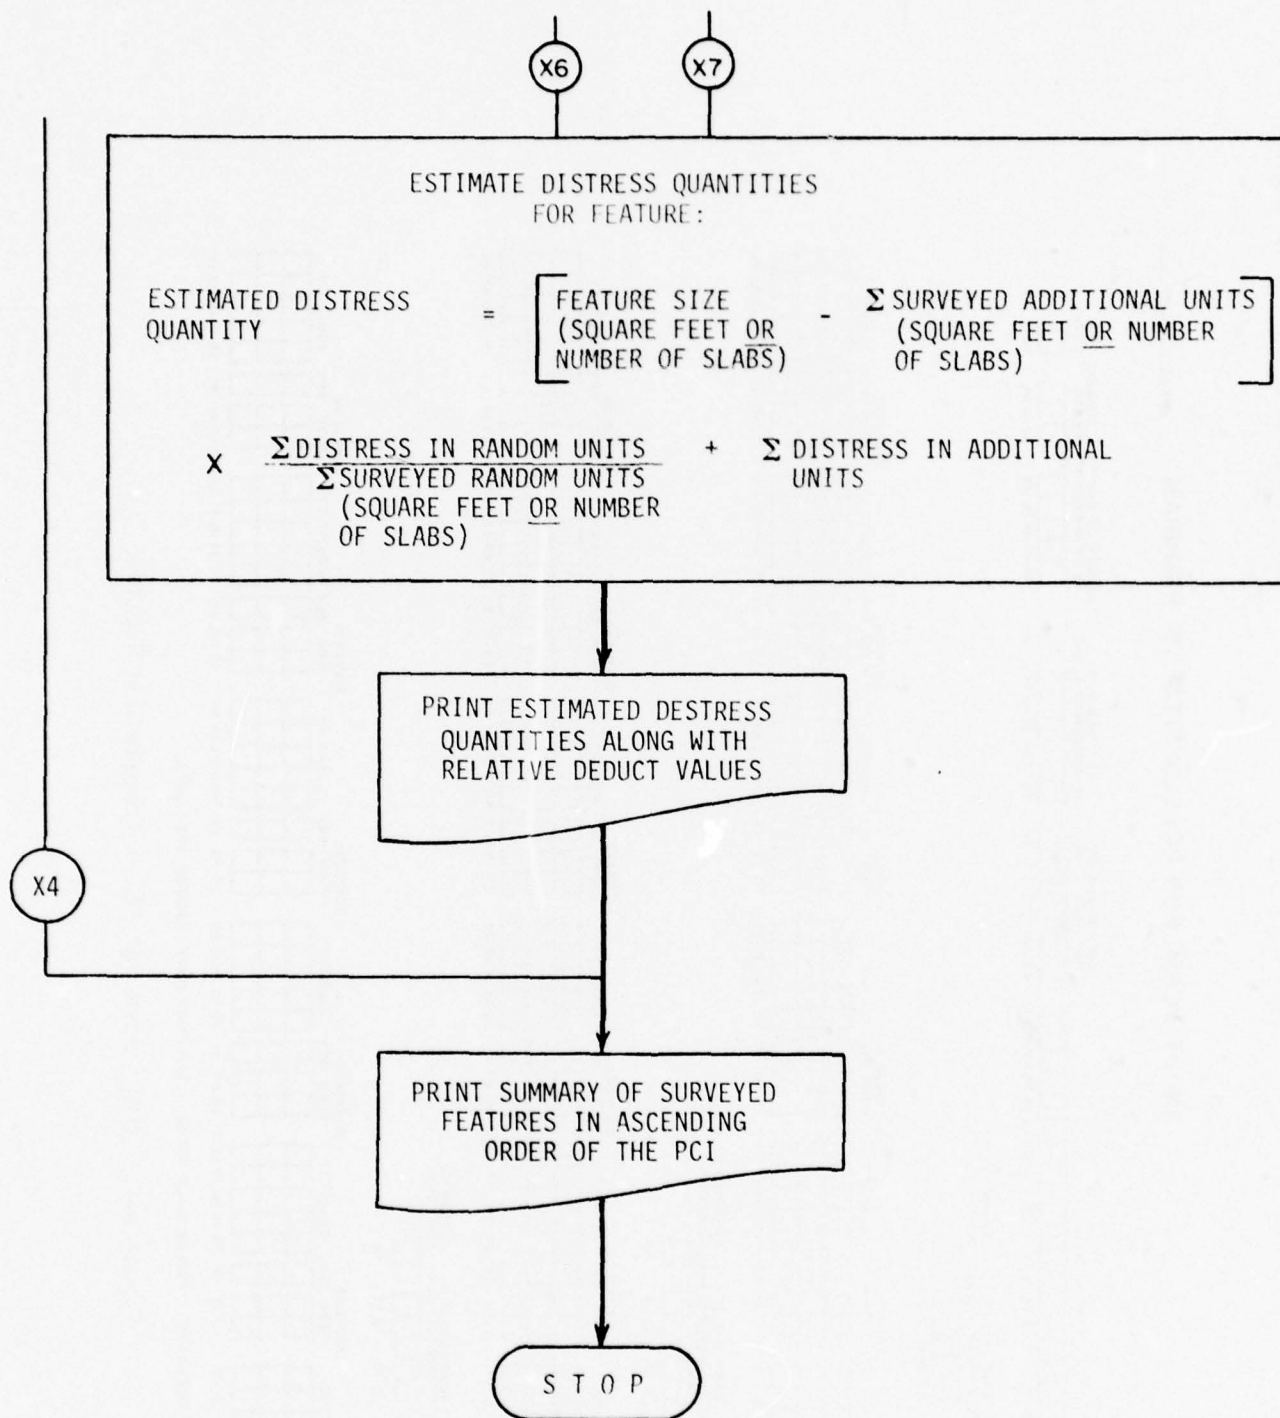 X6 X7
ESTIMATE DISTRESS QUANTITIES
FOR FEATURE:
ESTIMATED DISTRESS
QUANTITY
=
FEATURE SIZE
(SQUARE FEET OR
NUMBER OF SLABS)
-
Σ SURVEYED ADDITIONAL UNITS
(SQUARE FEET OR NUMBER
OF SLABS)
X
Σ DISTRESS IN RANDOM UNITS
Σ SURVEYED RANDOM UNITS
(SQUARE FEET OR NUMBER
OF SLABS)
+
Σ DISTRESS IN ADDITIONAL
UNITS
PRINT ESTIMATED DESTRESS
QUANTITIES ALONG WITH
RELATIVE DEDUCT VALUES
X4
PRINT SUMMARY OF SURVEYED
FEATURES IN ASCENDING
ORDER OF THE PCI
STOP